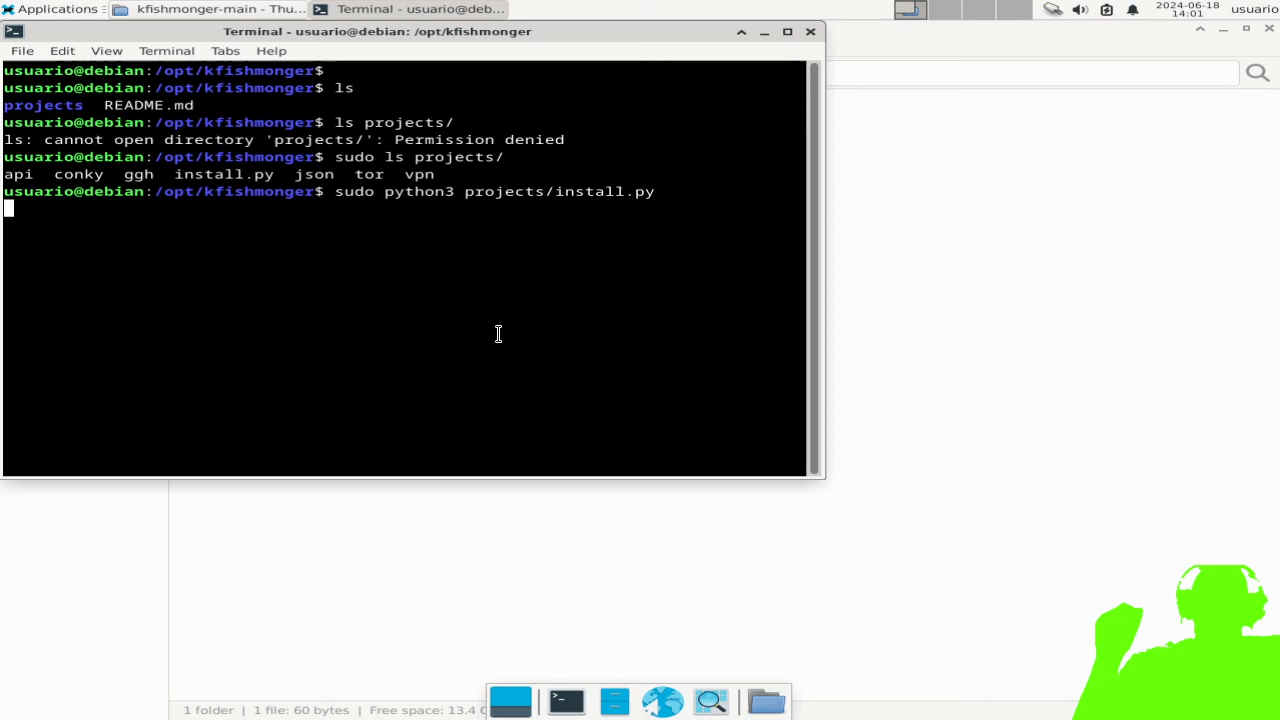 Applications
kfishmonger-main - Thu...
Terminal - usuario@deb...
2024-06-18
14:01
usuario
Terminal - usuario@debian: /opt/kfishmonger
File Edit View Terminal Tabs Help
usuario@debian:/opt/kfishmonger$
usuario@debian:/opt/kfishmonger$ ls
projects README.md
usuario@debian:/opt/kfishmonger$ ls projects/
ls: cannot open directory 'projects/': Permission denied
usuario@debian:/opt/kfishmonger$ sudo ls projects/
api conky ggh install.py json tor vpn
usuario@debian:/opt/kfishmonger$ sudo python3 projects/install.py
1 folder | 1 file: 60 bytes | Free space: 13.4